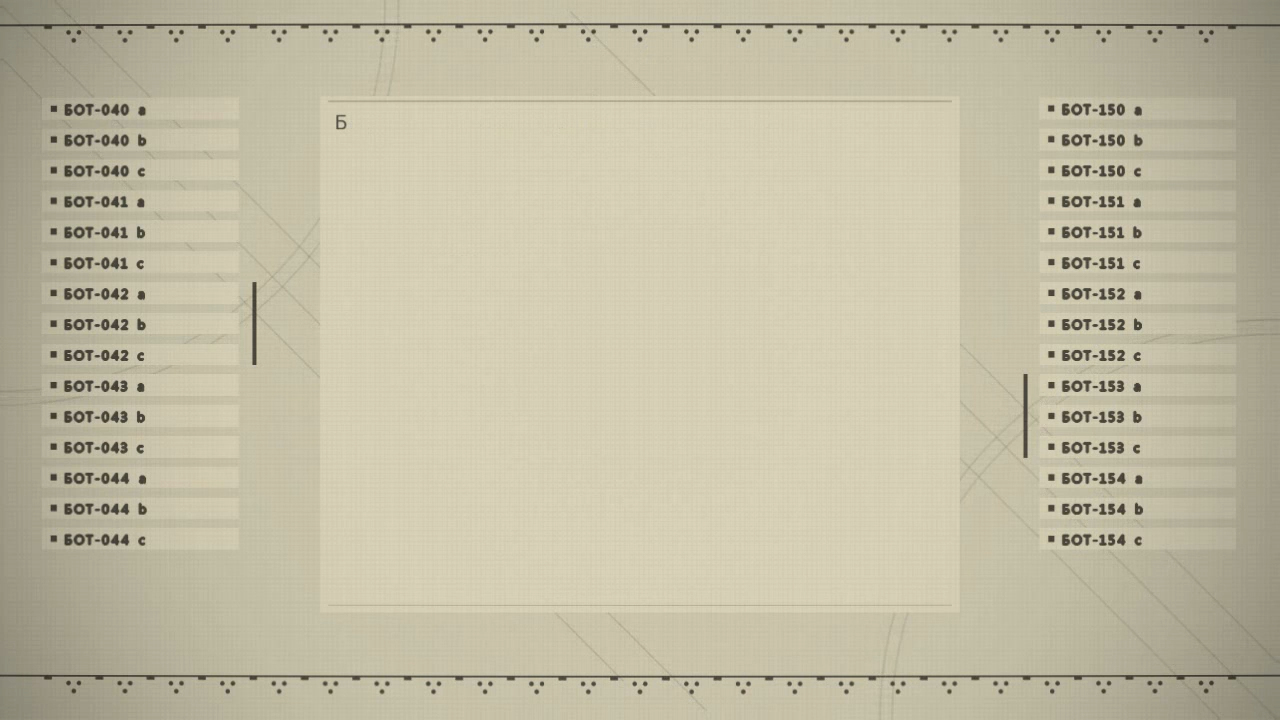 БОТ-040 a
БОТ-040 b
БОТ-040 c
БОТ-041 a
БОТ-041 b
БОТ-041 c
БОТ-042 a
БОТ-042 b
БОТ-042 c
БОТ-043 a
БОТ-043 b
БОТ-043 c
БОТ-044 a
БОТ-044 b
БОТ-044 c
Б
БОТ-150 a
БОТ-150 b
БОТ-150 c
БОТ-151 a
БОТ-151 b
БОТ-151 c
БОТ-152 a
БОТ-152 b
БОТ-152 c
БОТ-153 a
БОТ-153 b
БОТ-153 c
БОТ-154 a
БОТ-154 b
БОТ-154 c